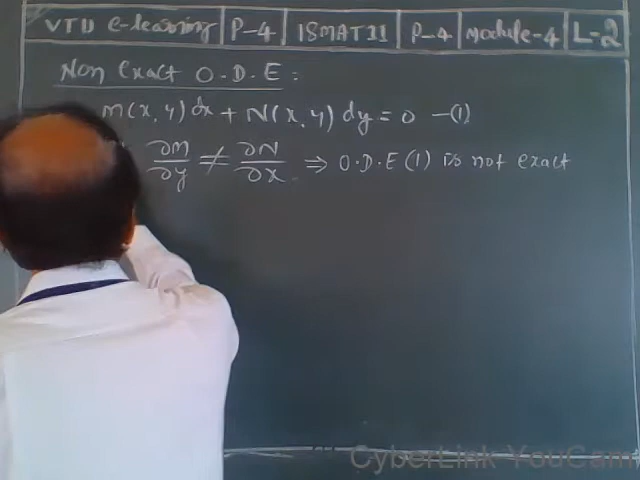 VTU e-learning P-4 18MAT11 P-4 Module-4 L-2
Non Exact O.D.E :
M(x, y) dx + N(x, y) dy = 0 —(1)
∂M/∂y ≠ ∂N/∂x ⇒ O.D.E (1) is not exact
CyberLink YouCam